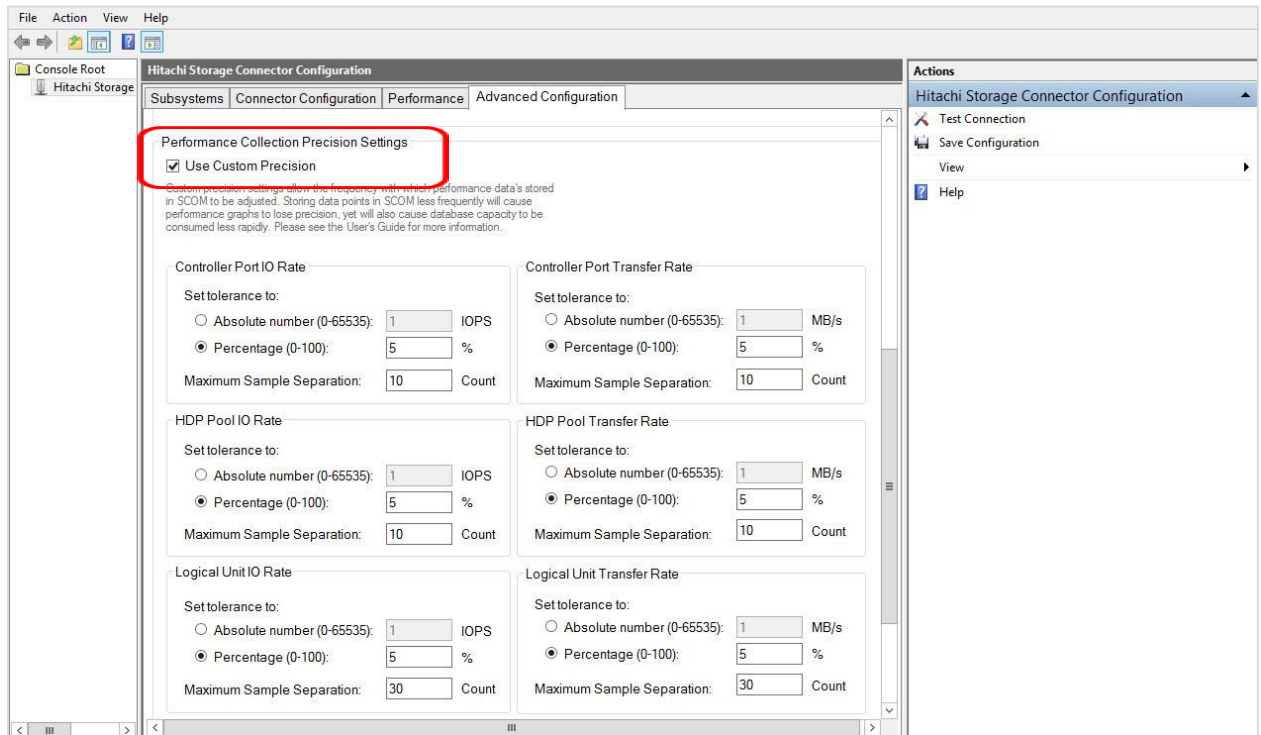 File Action View Help
Console Root
Hitachi Storage
Hitachi Storage Connector Configuration
Subsystems Connector Configuration Performance Advanced Configuration
Performance Collection Precision Settings
Use Custom Precision
Custom precision settings allow the frequency with which performance data's stored
in SCOM to be adjusted. Storing data points in SCOM less frequently will cause
performance graphs to lose precision, yet will also cause database capacity to be
consumed less rapidly. Please see the User's Guide for more information.
Controller Port IO Rate
Set tolerance to:
Absolute number (0-65535): 1 IOPS
Percentage (0-100): 5 %
Maximum Sample Separation: 10 Count
Controller Port Transfer Rate
Set tolerance to:
Absolute number (0-65535): 1 MB/s
Percentage (0-100): 5 %
Maximum Sample Separation: 10 Count
HDP Pool IO Rate
Set tolerance to:
Absolute number (0-65535): 1 IOPS
Percentage (0-100): 5 %
Maximum Sample Separation: 10 Count
HDP Pool Transfer Rate
Set tolerance to:
Absolute number (0-65535): 1 MB/s
Percentage (0-100): 5 %
Maximum Sample Separation: 10 Count
Logical Unit IO Rate
Set tolerance to:
Absolute number (0-65535): 1 IOPS
Percentage (0-100): 5 %
Maximum Sample Separation: 30 Count
Logical Unit Transfer Rate
Set tolerance to:
Absolute number (0-65535): 1 MB/s
Percentage (0-100): 5 %
Maximum Sample Separation: 30 Count
Actions
Hitachi Storage Connector Configuration
Test Connection
Save Configuration
View
Help